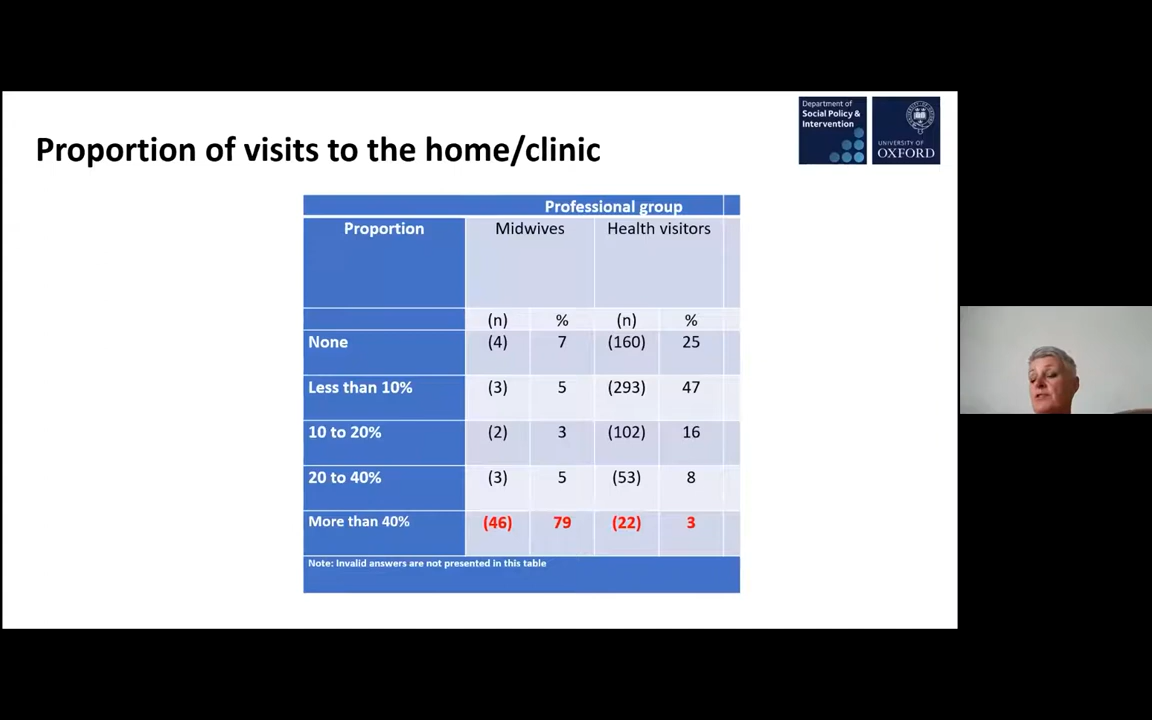 Department of
Social Policy &
Intervention
UNIVERSITY OF
OXFORD
Proportion of visits to the home/clinic
Professional group
Proportion Midwives Health visitors
(n) % (n) %
None (4) 7 (160) 25
Less than 10% (3) 5 (293) 47
10 to 20% (2) 3 (102) 16
20 to 40% (3) 5 (53) 8
More than 40% (46) 79 (22) 3
Note: Invalid answers are not presented in this table